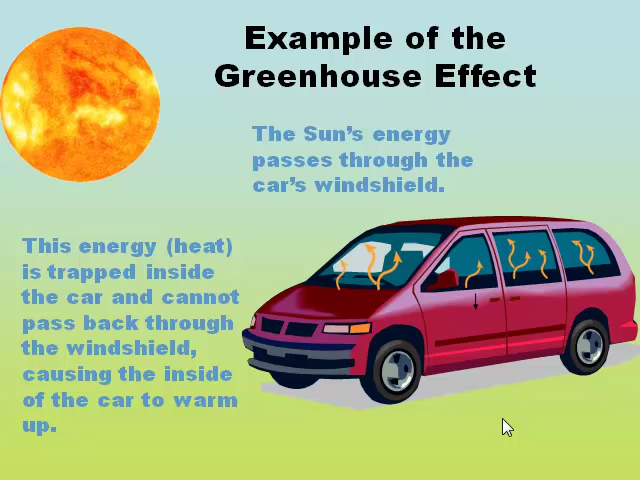 Example of the
Greenhouse Effect
The Sun's energy
passes through the
car's windshield.
This energy (heat)
is trapped inside
the car and cannot
pass back through
the windshield,
causing the inside
of the car to warm
up.